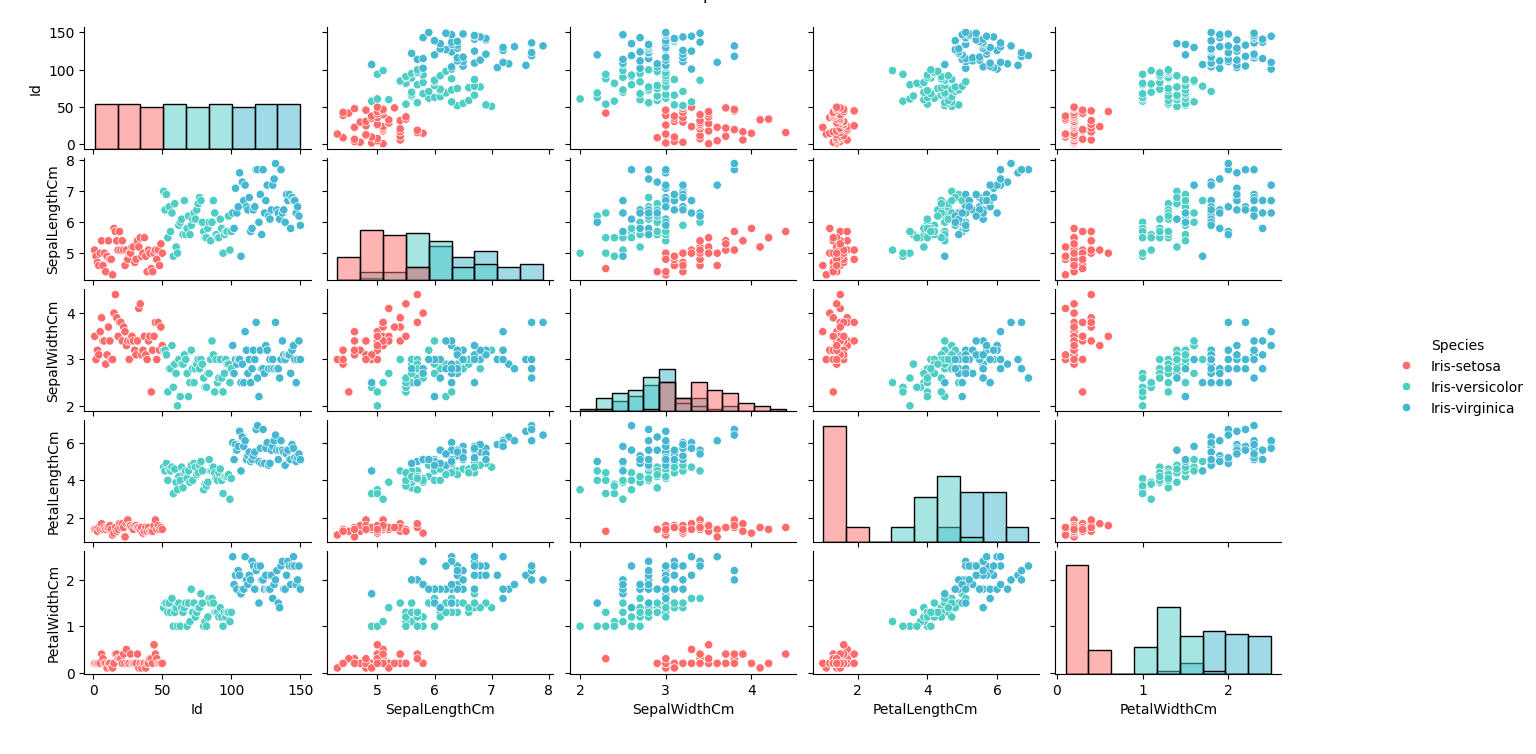 Id
150
100
50
0
SepalLengthCm
8
7
6
5
SepalWidthCm
4
3
2
PetalLengthCm
6
4
2
PetalWidthCm
2
1
0
0 50 100 150
5 6 7 8
2 3 4
2 4 6
0 1 2
Id
SepalLengthCm
SepalWidthCm
PetalLengthCm
PetalWidthCm
Species
Iris-setosa
Iris-versicolor
Iris-virginica